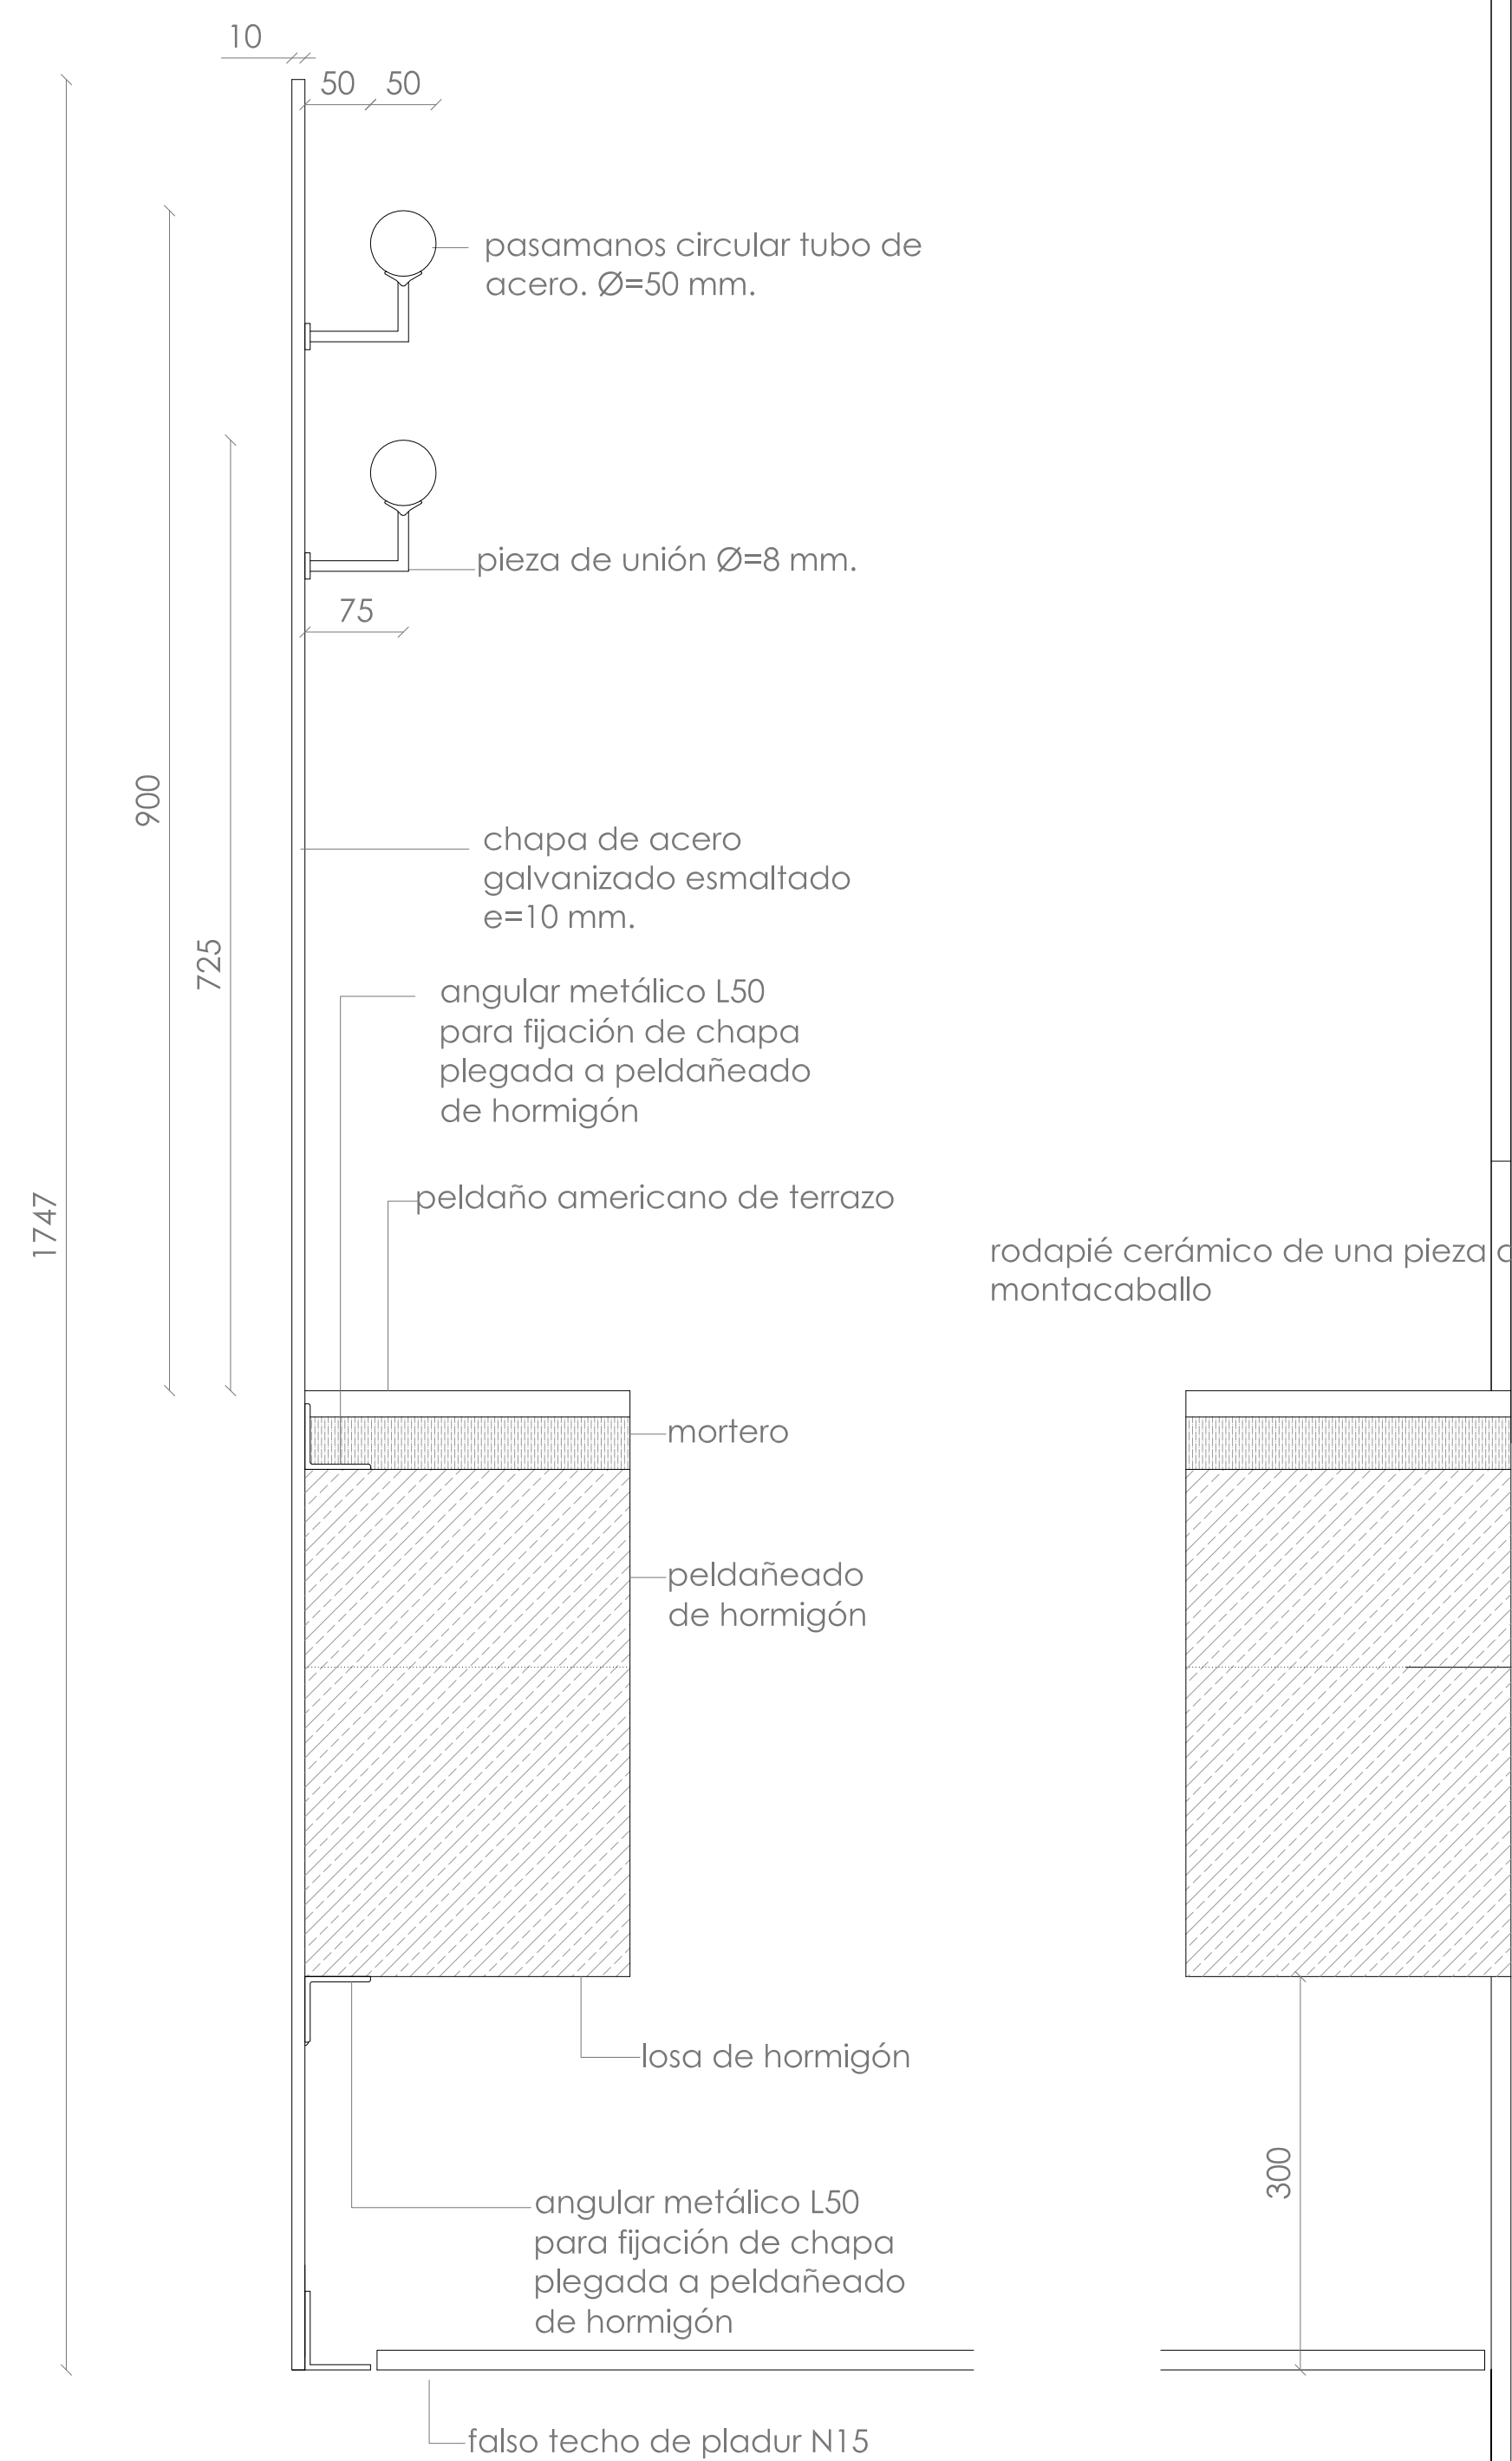 10
50 50
pasamanos circular tubo de
acero. Ø=50 mm.
pieza de unión Ø=8 mm.
75
900
chapa de acero
galvanizado esmaltado
e=10 mm.
725
angular metálico L50
para fijación de chapa
plegada a peldañeado
de hormigón
peldaño americano de terrazo
1747
rodapié cerámico de una pieza
montacaballo
mortero
peldañeado
de hormigón
losa de hormigón
300
angular metálico L50
para fijación de chapa
plegada a peldañeado
de hormigón
falso techo de pladur N15